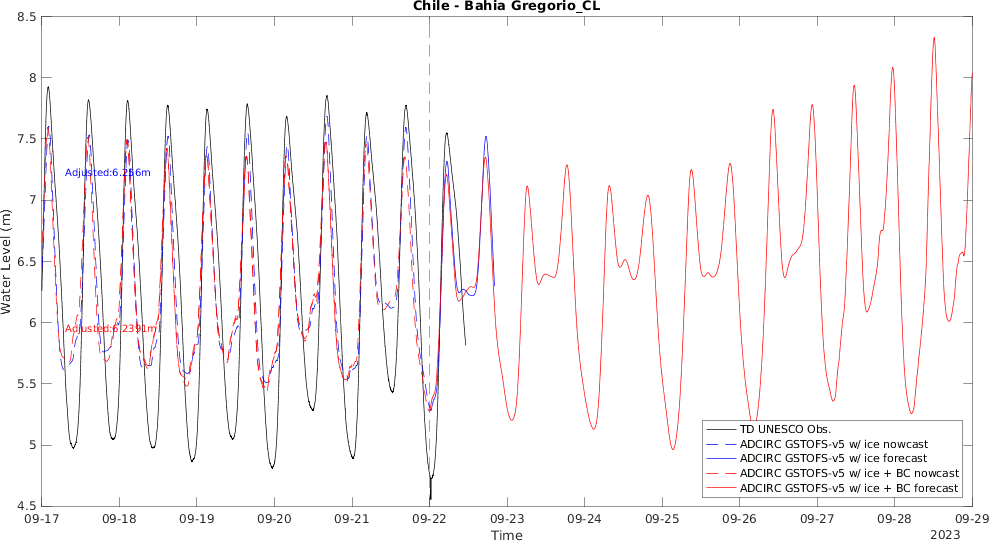 Chile - Bahia Gregorio_CL
Water Level (m)
8.5
8
7.5
7
6.5
6
5.5
5
4.5
Adjusted:6.256m
Adjusted:6.2391m
TD UNESCO Obs.
ADCIRC GSTOFS-v5 w/ ice nowcast
ADCIRC GSTOFS-v5 w/ ice forecast
ADCIRC GSTOFS-v5 w/ ice + BC nowcast
ADCIRC GSTOFS-v5 w/ ice + BC forecast
09-17 09-18 09-19 09-20 09-21 09-22 09-23 09-24 09-25 09-26 09-27 09-28 09-29
Time
2023